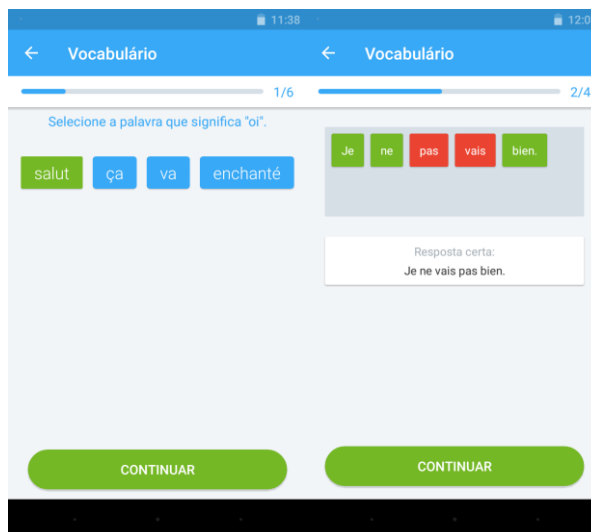 11:38
Vocabulário
1/6
Selecione a palavra que significa "oi".
salut ça va enchanté
CONTINUAR
12:0
Vocabulário
2/4
Je ne pas vais bien.
Resposta certa:
Je ne vais pas bien.
CONTINUAR